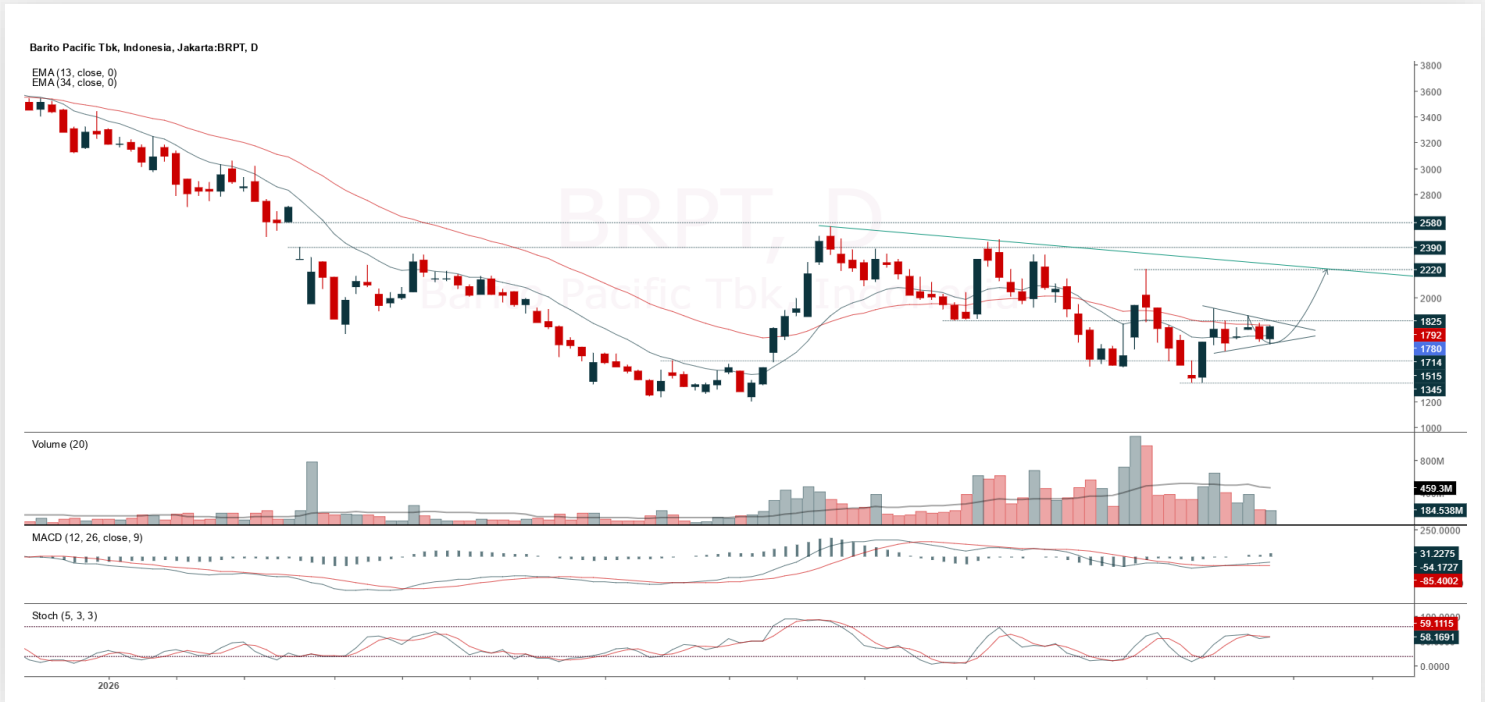 Barito Pacific Tbk, Indonesia, Jakarta:BRPT, D
EMA (13, close, 0)
EMA (34, close, 0)
BRPT, D
Barito Pacific Tbk, In
3800
3600
3400
3200
3000
2800
2580
2390
2220
2000
1825
1792
1780
1714
1515
1345
1200
1000
Volume (20)
800M
459.3M
184.538M
MACD (12, 26, close, 9)
250.0000
31.2275
-54.1727
-85.4002
Stoch (5, 3, 3)
59.1115
58.1691
0.0000
2026